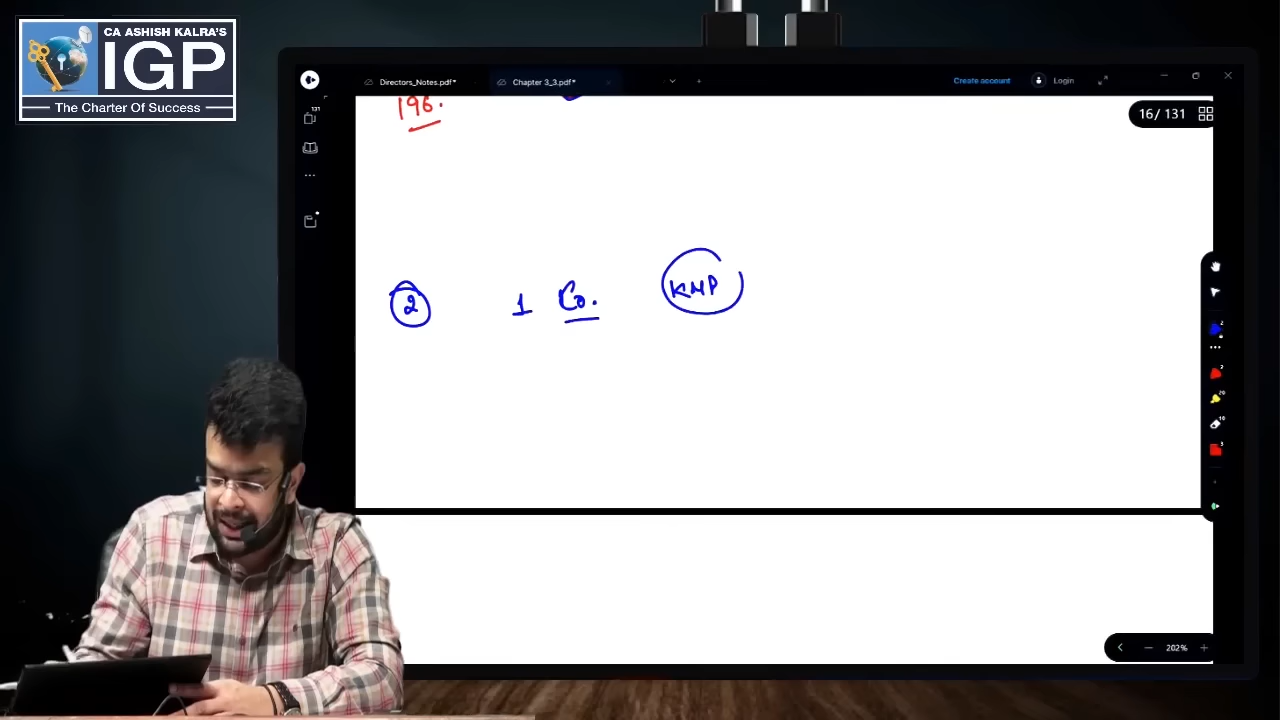 CA ASHISH KALRA'S
IGP
The Charter Of Success
Directors_Notes.pdf*
Chapter 3_3.pdf*
Create account
Login
131
196.
16/ 131
② 1 Co. KMP
202%